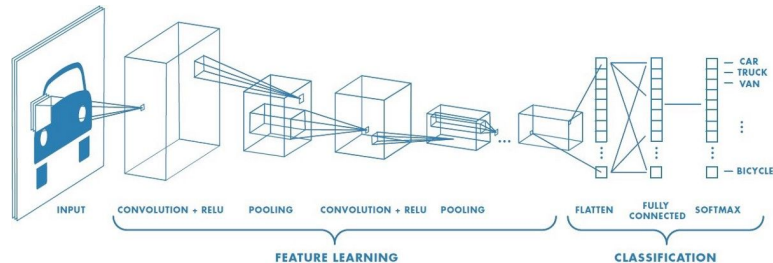 CAR
TRUCK
VAN
BICYCLE
INPUT
CONVOLUTION + RELU
POOLING
CONVOLUTION + RELU
POOLING
FLATTEN
FULLY
CONNECTED
SOFTMAX
FEATURE LEARNING
CLASSIFICATION